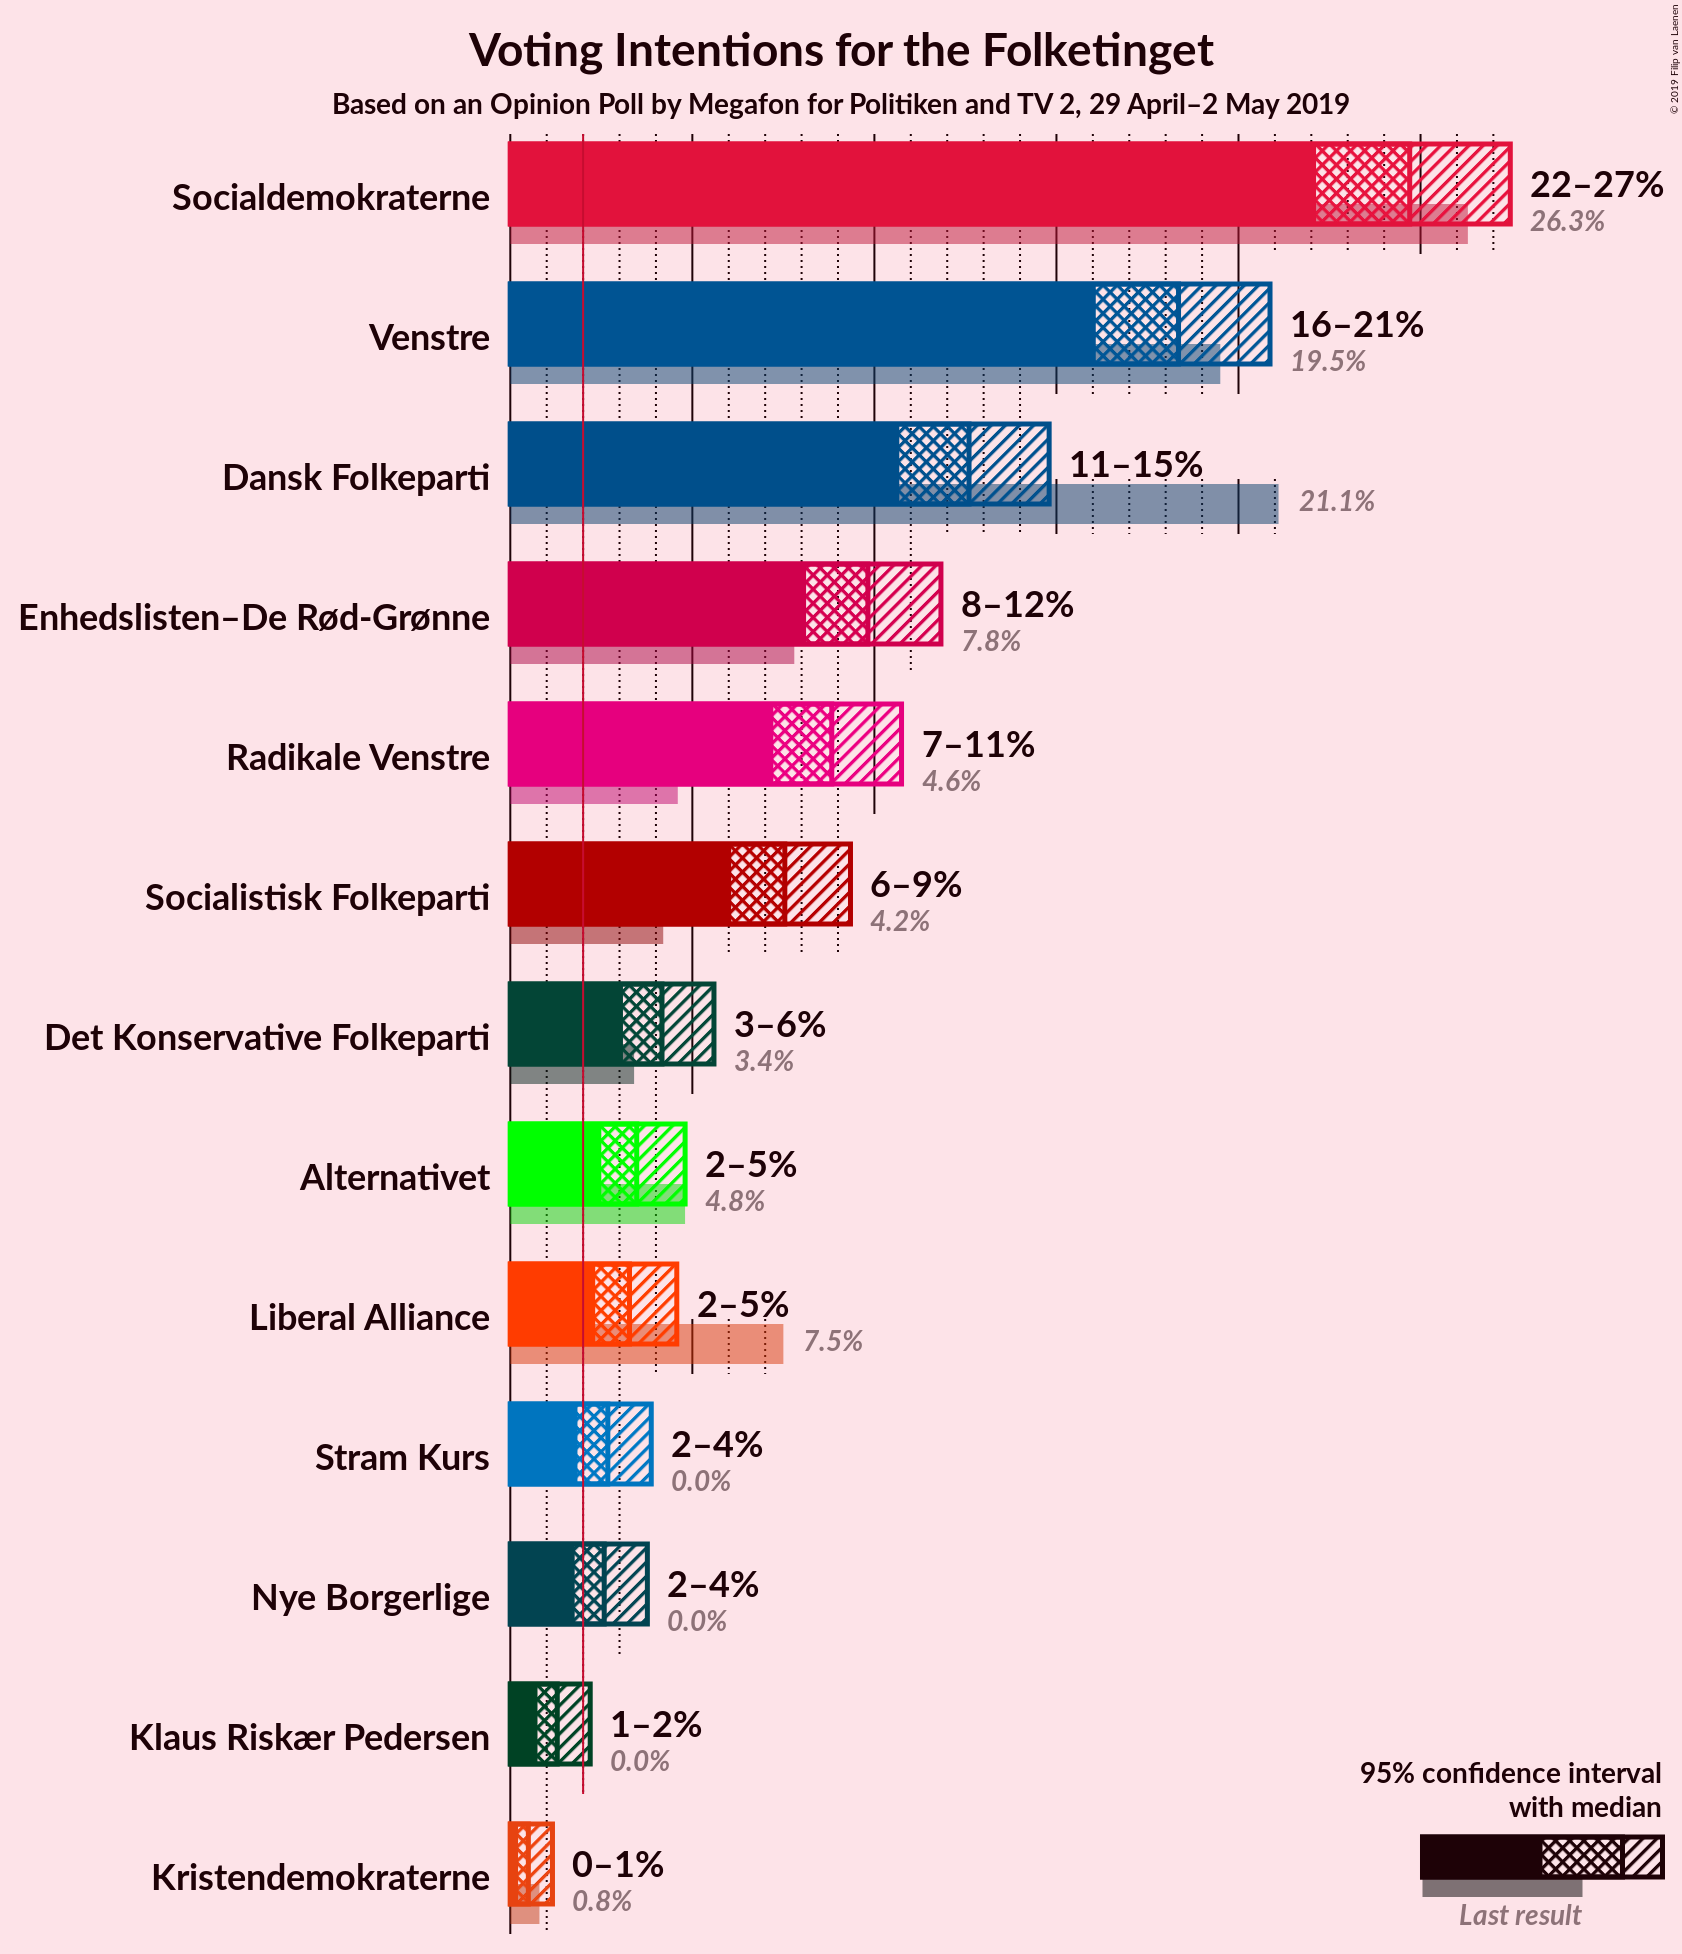 © 2019 Filip van Laenen
Voting Intentions for the Folketinget
Based on an Opinion Poll by Megafon for Politiken and TV 2, 29 April–2 May 2019
Socialdemokraterne
22–27%
26.3%
Venstre
16–21%
19.5%
Dansk Folkeparti
11–15%
21.1%
Enhedslisten–De Rød-Grønne
8–12%
7.8%
Radikale Venstre
7–11%
4.6%
Socialistisk Folkeparti
6–9%
4.2%
Det Konservative Folkeparti
3–6%
3.4%
Alternativet
2–5%
4.8%
Liberal Alliance
2–5%
7.5%
Stram Kurs
2–4%
0.0%
Nye Borgerlige
2–4%
0.0%
Klaus Riskær Pedersen
1–2%
0.0%
Kristendemokraterne
0–1%
0.8%
95% confidence interval
with median
Last result